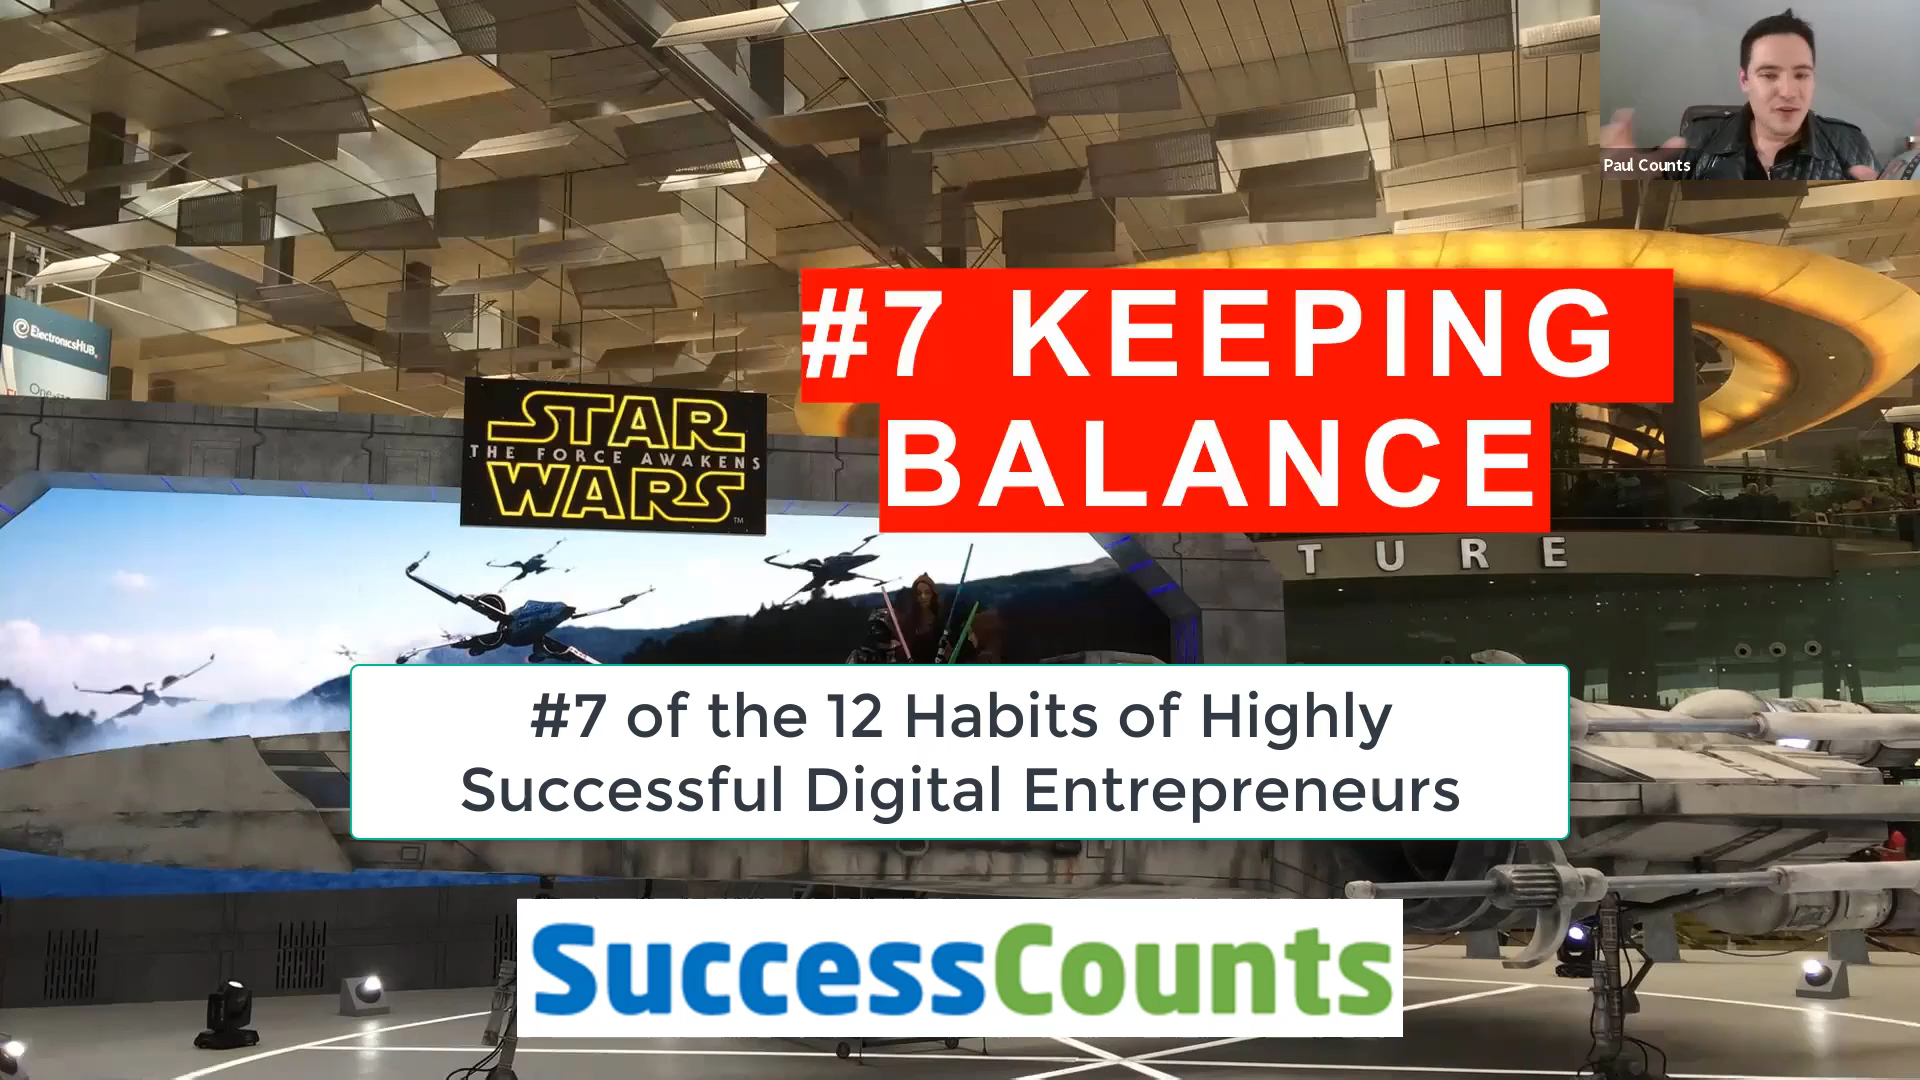 Paul Counts
#7 KEEPING
BALANCE
ElectronicsHUB
STAR
THE FORCE AWAKENS
WARS
TM
TURE
#7 of the 12 Habits of Highly
Successful Digital Entrepreneurs
SuccessCounts